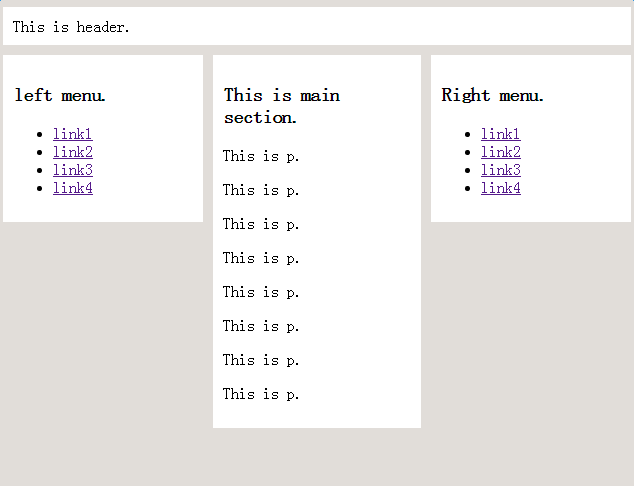 This is header.
left menu.
link1
link2
link3
link4
This is main
section.
This is p.
This is p.
This is p.
This is p.
This is p.
This is p.
This is p.
This is p.
Right menu.
link1
link2
link3
link4